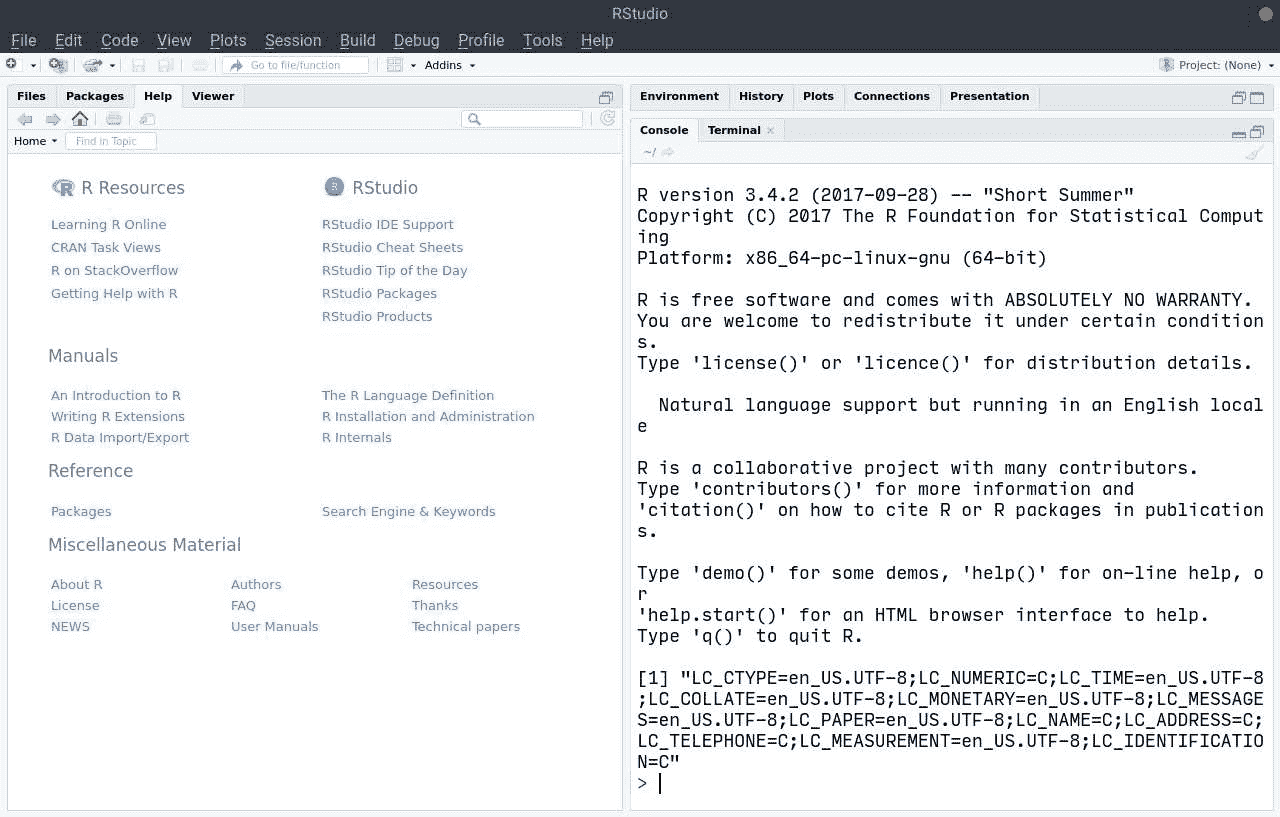 RStudio
File Edit Code View Plots Session Build Debug Profile Tools Help
Go to file/function Addins Project: (None)
Files Packages Help Viewer
Home Find in Topic
R Resources
Learning R Online
CRAN Task Views
R on StackOverflow
Getting Help with R
RStudio
RStudio IDE Support
RStudio Cheat Sheets
RStudio Tip of the Day
RStudio Packages
RStudio Products
Manuals
An Introduction to R The R Language Definition
Writing R Extensions R Installation and Administration
R Data Import/Export R Internals
Reference
Packages Search Engine & Keywords
Miscellaneous Material
About R Authors Resources
License FAQ Thanks
NEWS User Manuals Technical papers
Environment History Plots Connections Presentation
Console Terminal
~/
R version 3.4.2 (2017-09-28) -- "Short Summer"
Copyright (C) 2017 The R Foundation for Statistical Comput
ing
Platform: x86_64-pc-linux-gnu (64-bit)
R is free software and comes with ABSOLUTELY NO WARRANTY.
You are welcome to redistribute it under certain condition
s.
Type 'license()' or 'licence()' for distribution details.
Natural language support but running in an English local
e
R is a collaborative project with many contributors.
Type 'contributors()' for more information and
'citation()' on how to cite R or R packages in publication
s.
Type 'demo()' for some demos, 'help()' for on-line help, o
r
'help.start()' for an HTML browser interface to help.
Type 'q()' to quit R.
[1] "LC_CTYPE=en_US.UTF-8;LC_NUMERIC=C;LC_TIME=en_US.UTF-8
;LC_COLLATE=en_US.UTF-8;LC_MONETARY=en_US.UTF-8;LC_MESSAGE
S=en_US.UTF-8;LC_PAPER=en_US.UTF-8;LC_NAME=C;LC_ADDRESS=C;
LC_TELEPHONE=C;LC_MEASUREMENT=en_US.UTF-8;LC_IDENTIFICATIO
N=C"
>